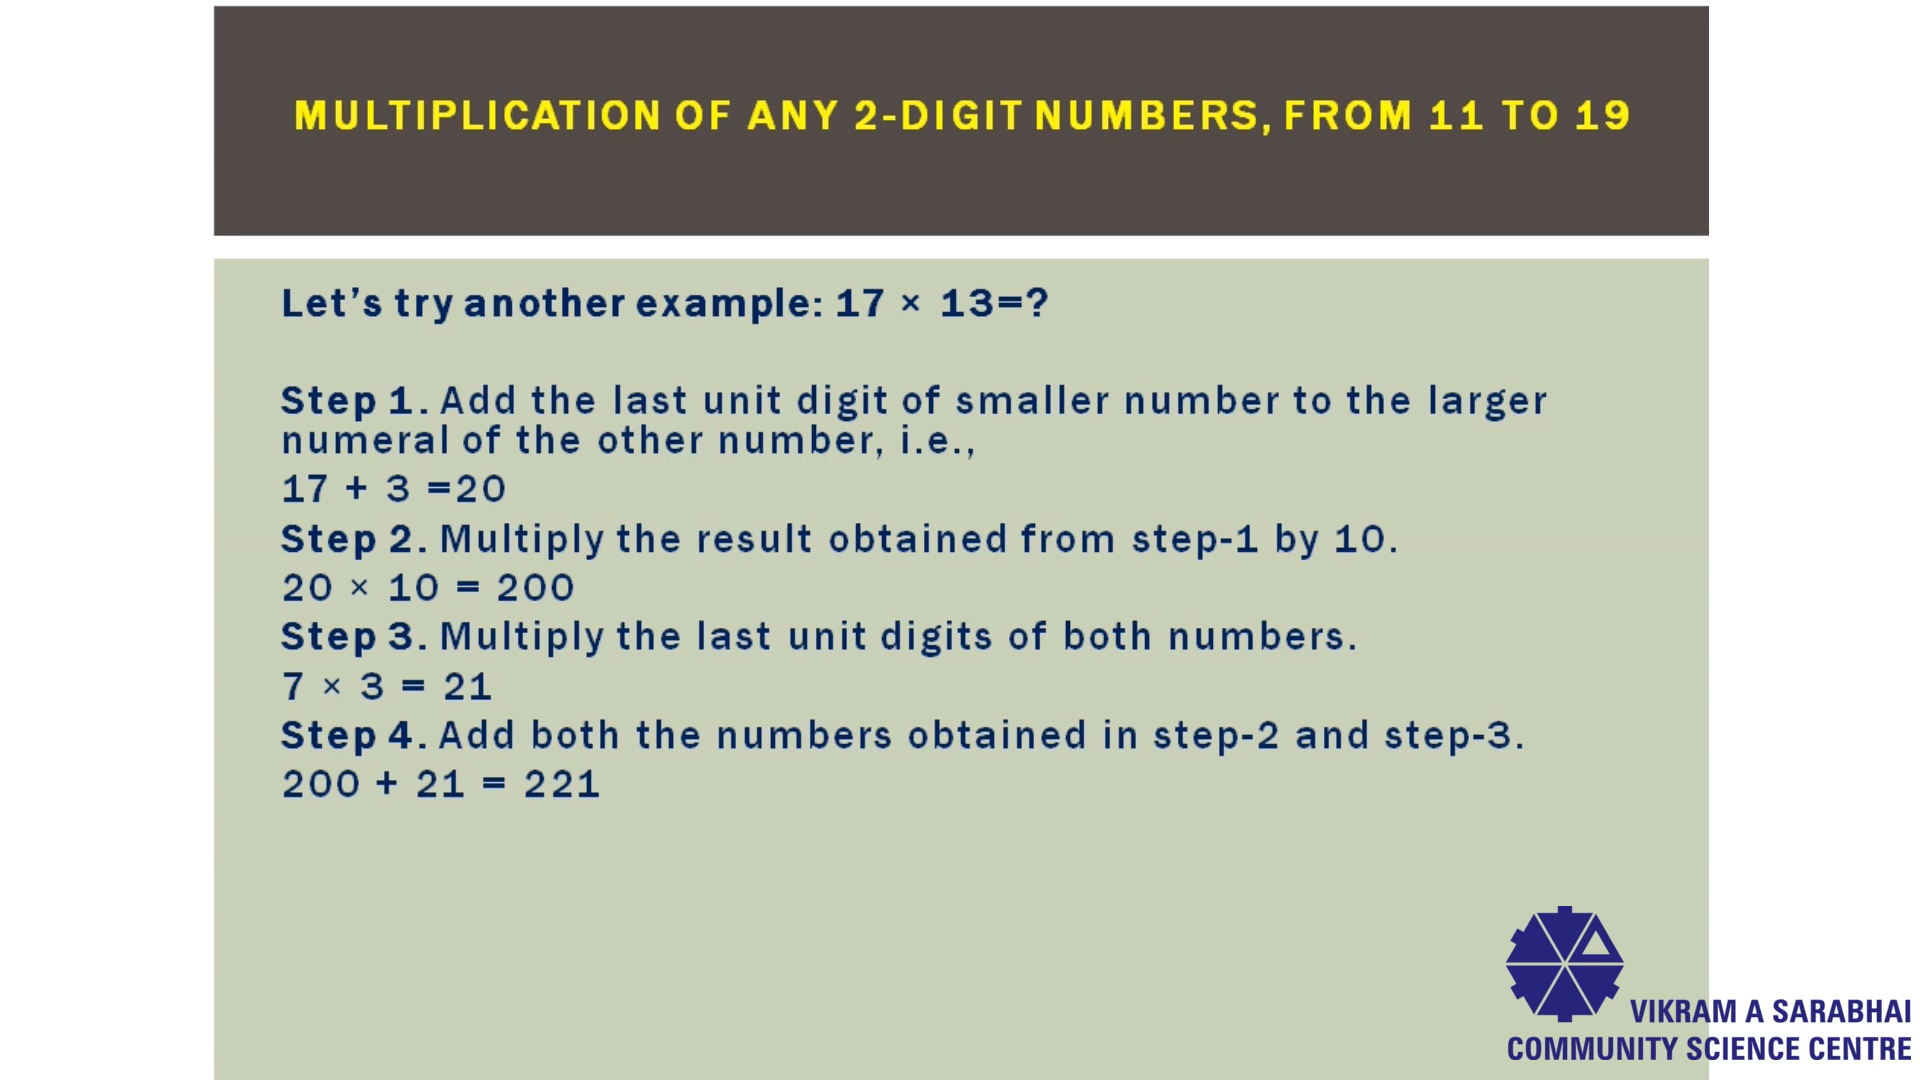 MULTIPLICATION OF ANY 2-DIGIT NUMBERS, FROM 11 TO 19
Let's try another example: 17 × 13=?
Step 1. Add the last unit digit of smaller number to the larger
numeral of the other number, i.e.,
17 + 3 =20
Step 2. Multiply the result obtained from step-1 by 10.
20 × 10 = 200
Step 3. Multiply the last unit digits of both numbers.
7 × 3 = 21
Step 4. Add both the numbers obtained in step-2 and step-3.
200 + 21 = 221
VIKRAM A SARABHAI
COMMUNITY SCIENCE CENTRE